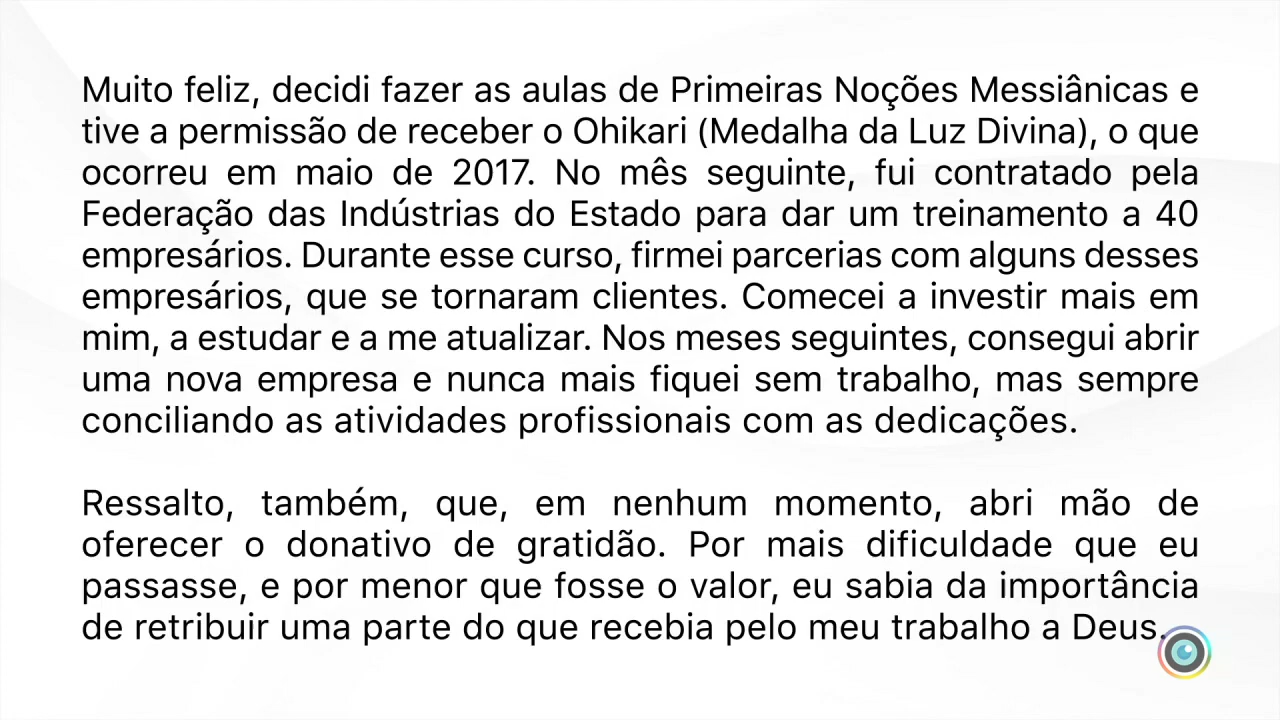 Muito feliz, decidi fazer as aulas de Primeiras Noções Messiânicas e
tive a permissão de receber o Ohikari (Medalha da Luz Divina), o que
ocorreu em maio de 2017. No mês seguinte, fui contratado pela
Federação das Indústrias do Estado para dar um treinamento a 40
empresários. Durante esse curso, firmei parcerias com alguns desses
empresários, que se tornaram clientes. Comecei a investir mais em
mim, a estudar e a me atualizar. Nos meses seguintes, consegui abrir
uma nova empresa e nunca mais fiquei sem trabalho, mas sempre
conciliando as atividades profissionais com as dedicações.
Ressalto, também, que, em nenhum momento, abri mão de
oferecer o donativo de gratidão. Por mais dificuldade que eu
passasse, e por menor que fosse o valor, eu sabia da importância
de retribuir uma parte do que recebia pelo meu trabalho a Deus.